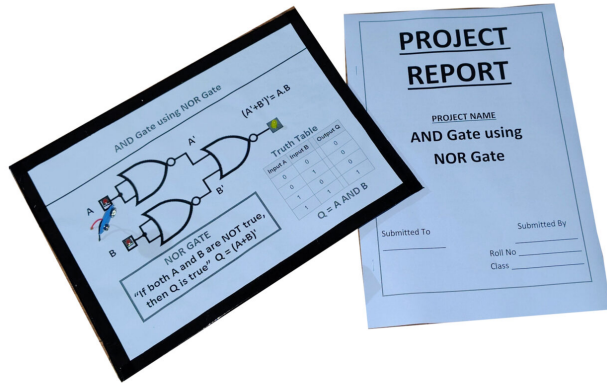 AND Gate using NOR Gate
(A'+B')'= A.B
A'
A
B'
B
Truth Table
Input A Input B Output Q
0 0 0
0 1 0
1 0 0
1 1 1
Q = A AND B
NOR GATE
"If both A and B are NOT true,
then Q is true" Q = (A+B)'
PROJECT
REPORT
PROJECT NAME
AND Gate using
NOR Gate
Submitted To
Submitted By
Roll No
Class